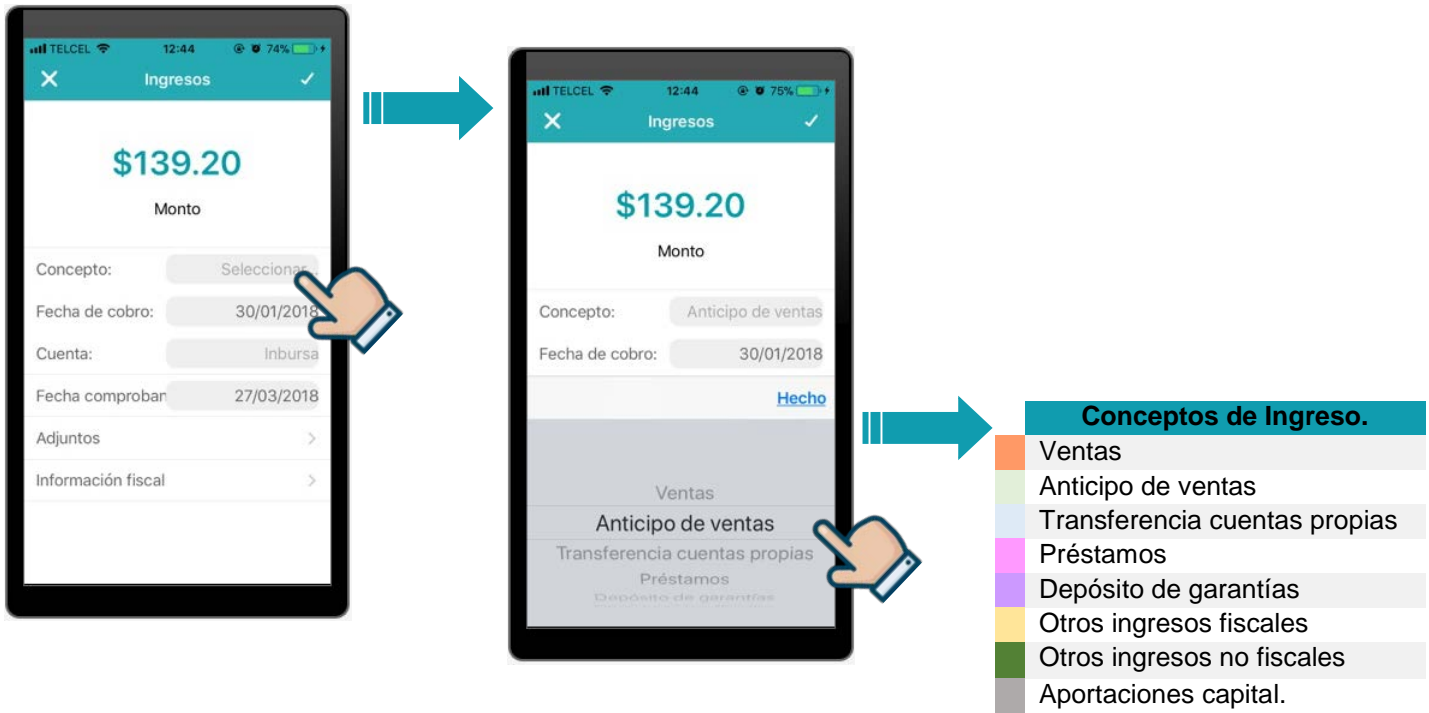 TELCEL 12:44 74%
Ingresos
$139.20
Monto
Concepto: Seleccionar...
Fecha de cobro: 30/01/2018
Cuenta: Inbursa
Fecha comproban 27/03/2018
Adjuntos
Información fiscal
TELCEL 12:44 75%
Ingresos
$139.20
Monto
Concepto: Anticipo de ventas
Fecha de cobro: 30/01/2018
Hecho
Ventas
Anticipo de ventas
Transferencia cuentas propias
Préstamos
Depósito de garantías
Conceptos de Ingreso.
Ventas
Anticipo de ventas
Transferencia cuentas propias
Préstamos
Depósito de garantías
Otros ingresos fiscales
Otros ingresos no fiscales
Aportaciones capital.